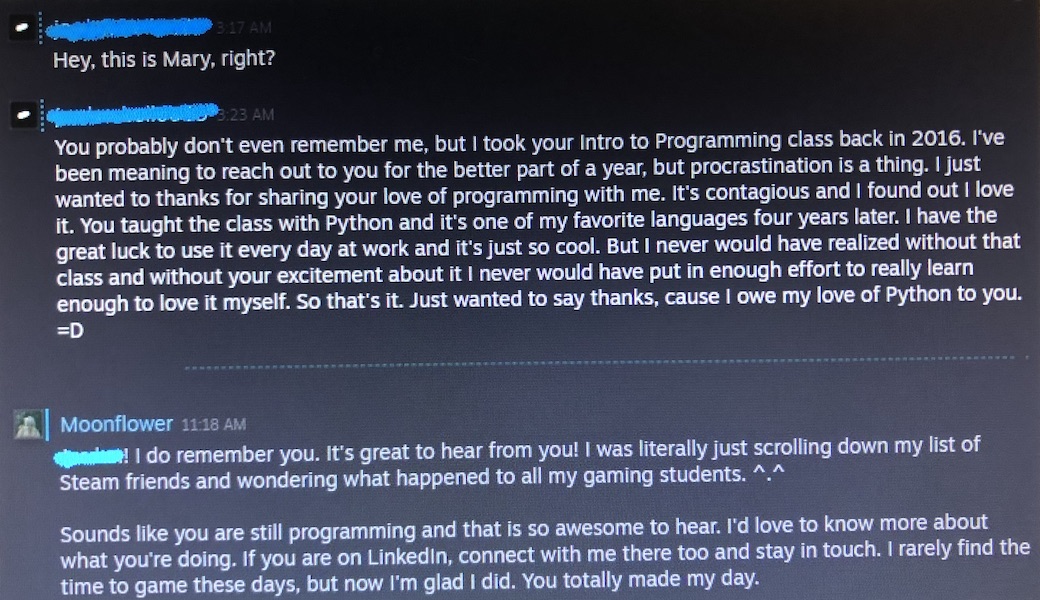 3:17 AM
Hey, this is Mary, right?
3:23 AM
You probably don't even remember me, but I took your Intro to Programming class back in 2016. I've
been meaning to reach out to you for the better part of a year, but procrastination is a thing. I just
wanted to thanks for sharing your love of programming with me. It's contagious and I found out I love
it. You taught the class with Python and it's one of my favorite languages four years later. I have the
great luck to use it every day at work and it's just so cool. But I never would have realized without that
class and without your excitement about it I never would have put in enough effort to really learn
enough to love it myself. So that's it. Just wanted to say thanks, cause I owe my love of Python to you.
=D
Moonflower 11:18 AM
! I do remember you. It's great to hear from you! I was literally just scrolling down my list of
Steam friends and wondering what happened to all my gaming students. ^.^
Sounds like you are still programming and that is so awesome to hear. I'd love to know more about
what you're doing. If you are on LinkedIn, connect with me there too and stay in touch. I rarely find the
time to game these days, but now I'm glad I did. You totally made my day.